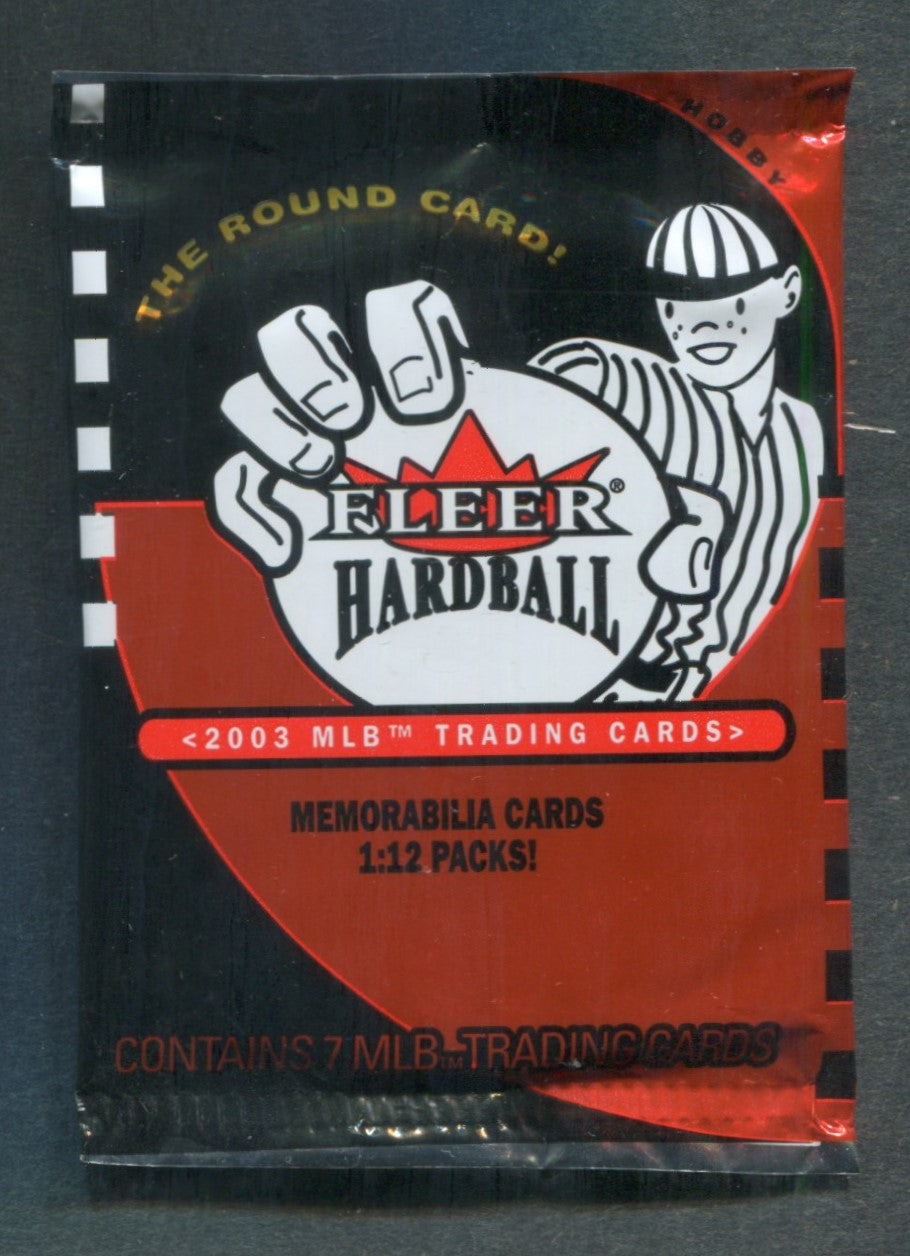 HOBBY
THE ROUND CARD!
FLEER®
HARDBALL
<2003 MLB™ TRADING CARDS>
MEMORABILIA CARDS
1:12 PACKS!
CONTAINS 7 MLB™ TRADING CARDS